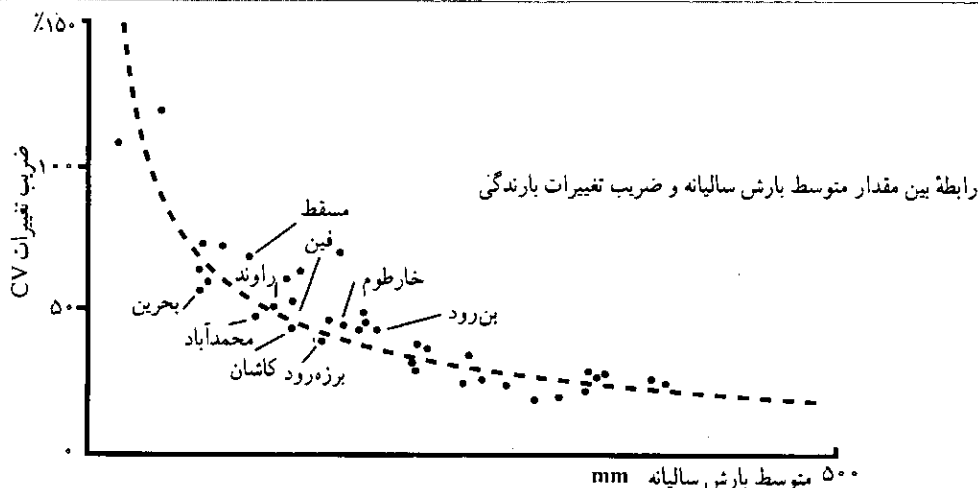 ٪۱۵۰
۱۰۰
۵۰
۰
ضریب تغییرات CV
رابطهٔ بین مقدار متوسط بارش سالیانه و ضریب تغییرات بارندگی
مسقط
فین
راوند
خارطوم
بحرین
بن‌رود
محمدآباد
کاشان
برزه‌رود
متوسط بارش سالیانه mm
۵۰۰